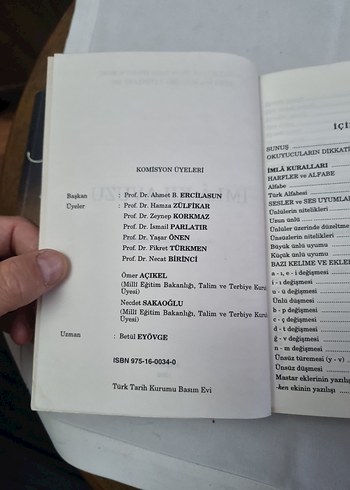 KOMİSYON ÜYELERİ
Başkan : Prof. Dr. Ahmet B. ERCİLASUN
Üyeler : Prof. Dr. Hamza ZÜLFİKAR
Prof. Dr. Zeynep KORKMAZ
Prof. Dr. İsmail PARLATIR
Prof. Dr. Yaşar ÖNEN
Prof. Dr. Fikret TÜRKMEN
Prof. Dr. Necat BİRİNCİ
Ömer AÇIKEL
(Millî Eğitim Bakanlığı, Talim ve Terbiye Kurulu
Üyesi)
Necdet SAKAOĞLU
(Millî Eğitim Bakanlığı, Talim ve Terbiye
Üyesi)
Uzman : Betül EYÖVGE
ISBN 975-16-0034-0
Türk Tarih Kurumu Basım Evi
İÇİ
SUNUŞ
OKUYUCULARIN DİKKATİ
İMLÂ KURALLARI
HARFLER ve ALFABE
Alfabe
Türk Alfabesi
SESLER ve SES UYUMLA
Ünlülerin nitelikleri
Uzun ünlü
Ünlüler üzerinde düzeltme
Ünsüzlerin nitelikleri
Büyük ünlü uyumu
Küçük ünlü uyumu
BAZI KELİME VE EKLER
a - ı, e - i değişmesi
ı - i değişmesi
u - ü değişmesi
Ünlü düşmesi
b - p değişmesi
c - ç değişmesi
d - t değişmesi
ğ - v değişmesi
n - m değişmesi
Ünsüz türemesi (y - v)
Ünsüz düşmesi
Mastar eklerinin yazılışı
-ken ekinin yazılışı